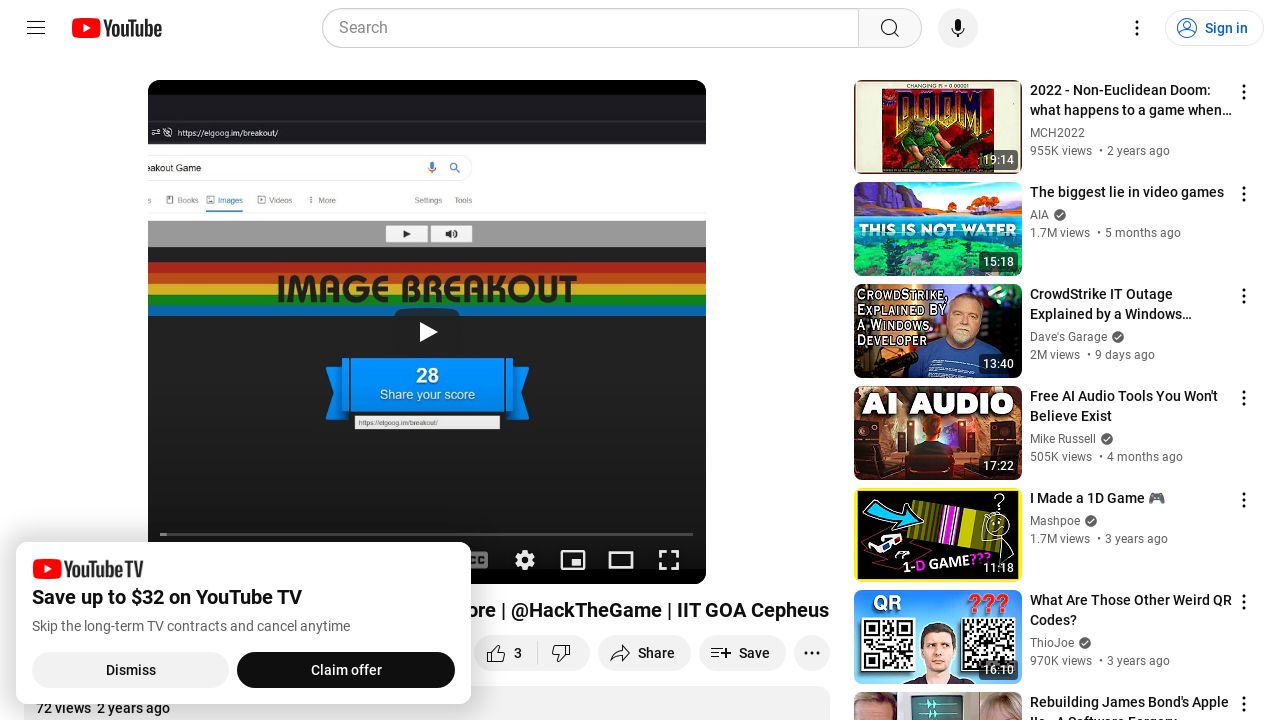 YouTube
Search
Sign in
https://elgoog.im/breakout/
eakout Game
s
Books
Images
Videos
More
Settings
Tools
IMAGE BREAKOUT
28
Share your score
https://elgoog.im/breakout/
YouTube TV
Save up to $32 on YouTube TV
Skip the long-term TV contracts and cancel anytime
Dismiss
Claim offer
ore | @HackTheGame | IIT GOA Cepheus
3
Share
Save
72 views 2 years ago
CHANGING PI = 0.00001
DOOM
19:14
2022 - Non-Euclidean Doom:
what happens to a game when…
MCH2022
955K views • 2 years ago
THIS IS NOT WATER
15:18
The biggest lie in video games
AIA
1.7M views • 5 months ago
CROWDSTRIKE,
EXPLAINED BY
A WINDOWS
DEVELOPER
13:40
CrowdStrike IT Outage
Explained by a Windows…
Dave's Garage
2M views • 9 days ago
AI AUDIO
17:22
Free AI Audio Tools You Won't
Believe Exist
Mike Russell
505K views • 4 months ago
?
1-D GAME???
11:18
I Made a 1D Game 🎮
Mashpoe
1.7M views • 3 years ago
QR
???
16:10
What Are Those Other Weird QR
Codes?
ThioJoe
970K views • 3 years ago
Rebuilding James Bond's Apple